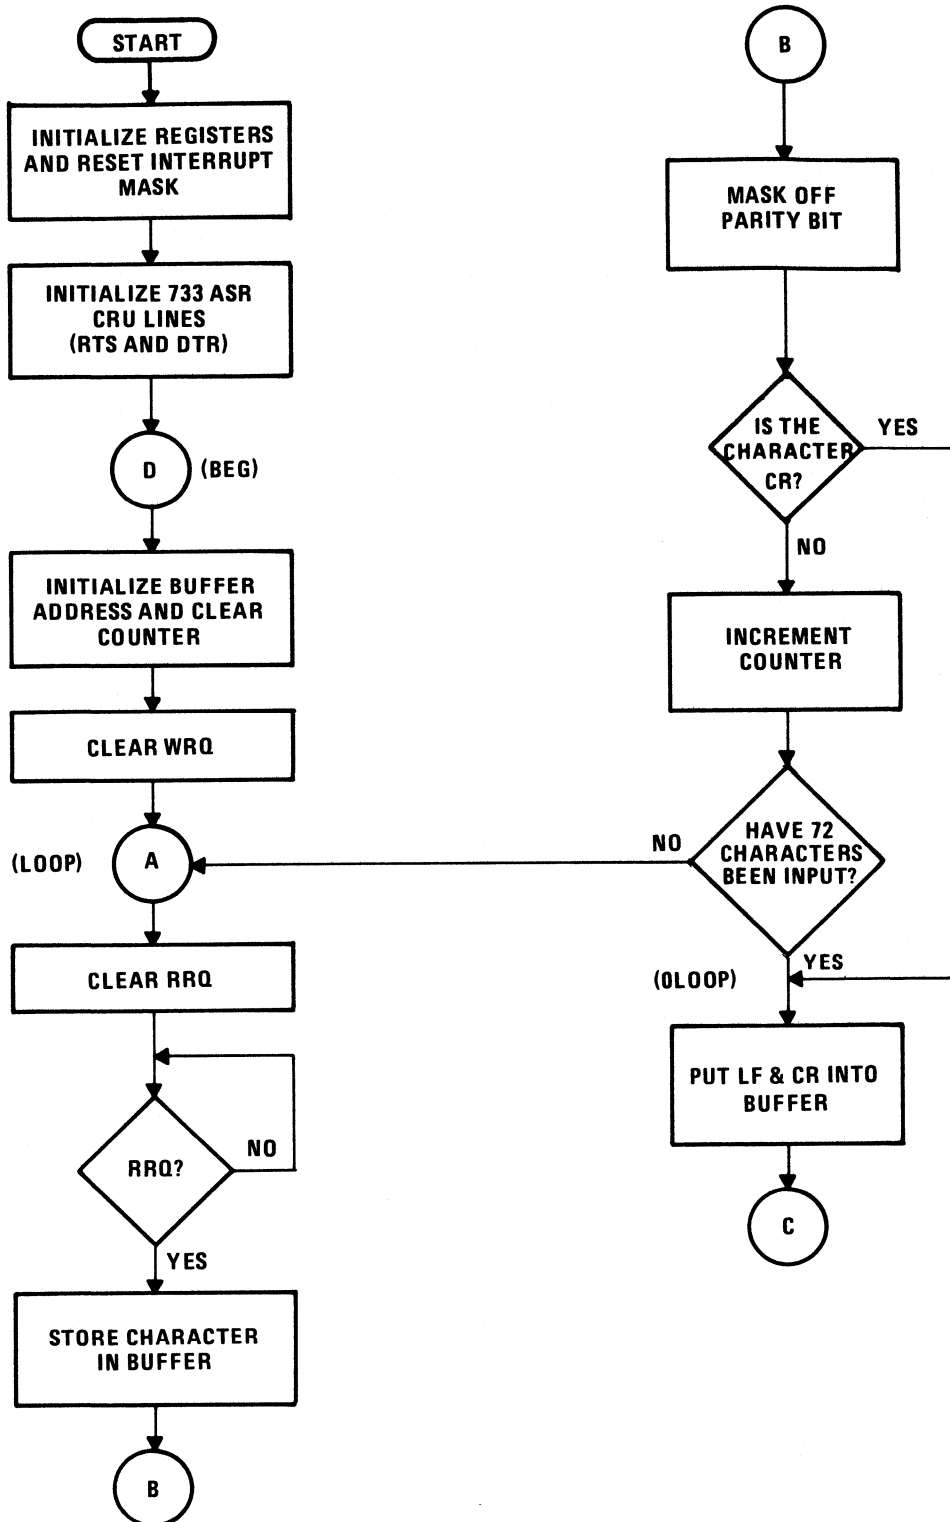 START
INITIALIZE REGISTERS
AND RESET INTERRUPT
MASK
INITIALIZE 733 ASR
CRU LINES
(RTS AND DTR)
D
(BEG)
INITIALIZE BUFFER
ADDRESS AND CLEAR
COUNTER
CLEAR WRQ
(LOOP)
A
CLEAR RRQ
RRQ?
NO
YES
STORE CHARACTER
IN BUFFER
B
B
MASK OFF
PARITY BIT
IS THE
CHARACTER
CR?
YES
NO
INCREMENT
COUNTER
HAVE 72
CHARACTERS
BEEN INPUT?
NO
YES
(OLOOP)
PUT LF & CR INTO
BUFFER
C